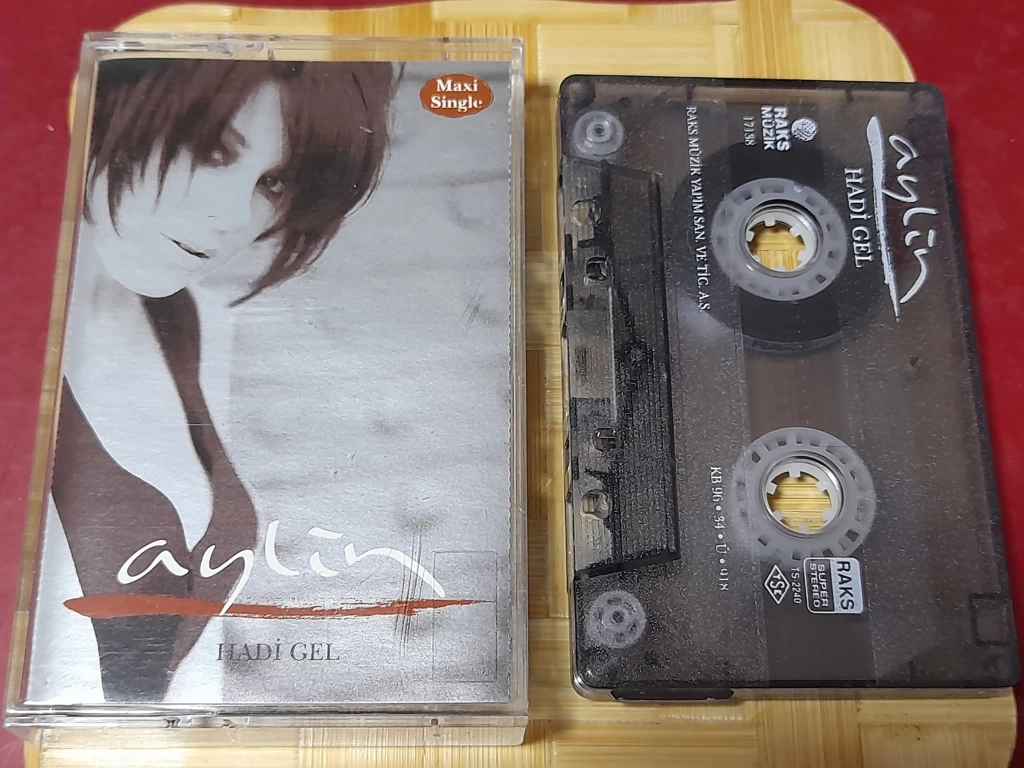 Maxi
Single
aylin
HADİ GEL
aylin
HADİ GEL
RAKS
MÜZİK
17138
RAKS MÜZİK YAPIM SAN. VE TİC. A.Ş.
KB 96 • 34 • Ü •
RAKS
SUPER
STEREO
TS 2240
TSE